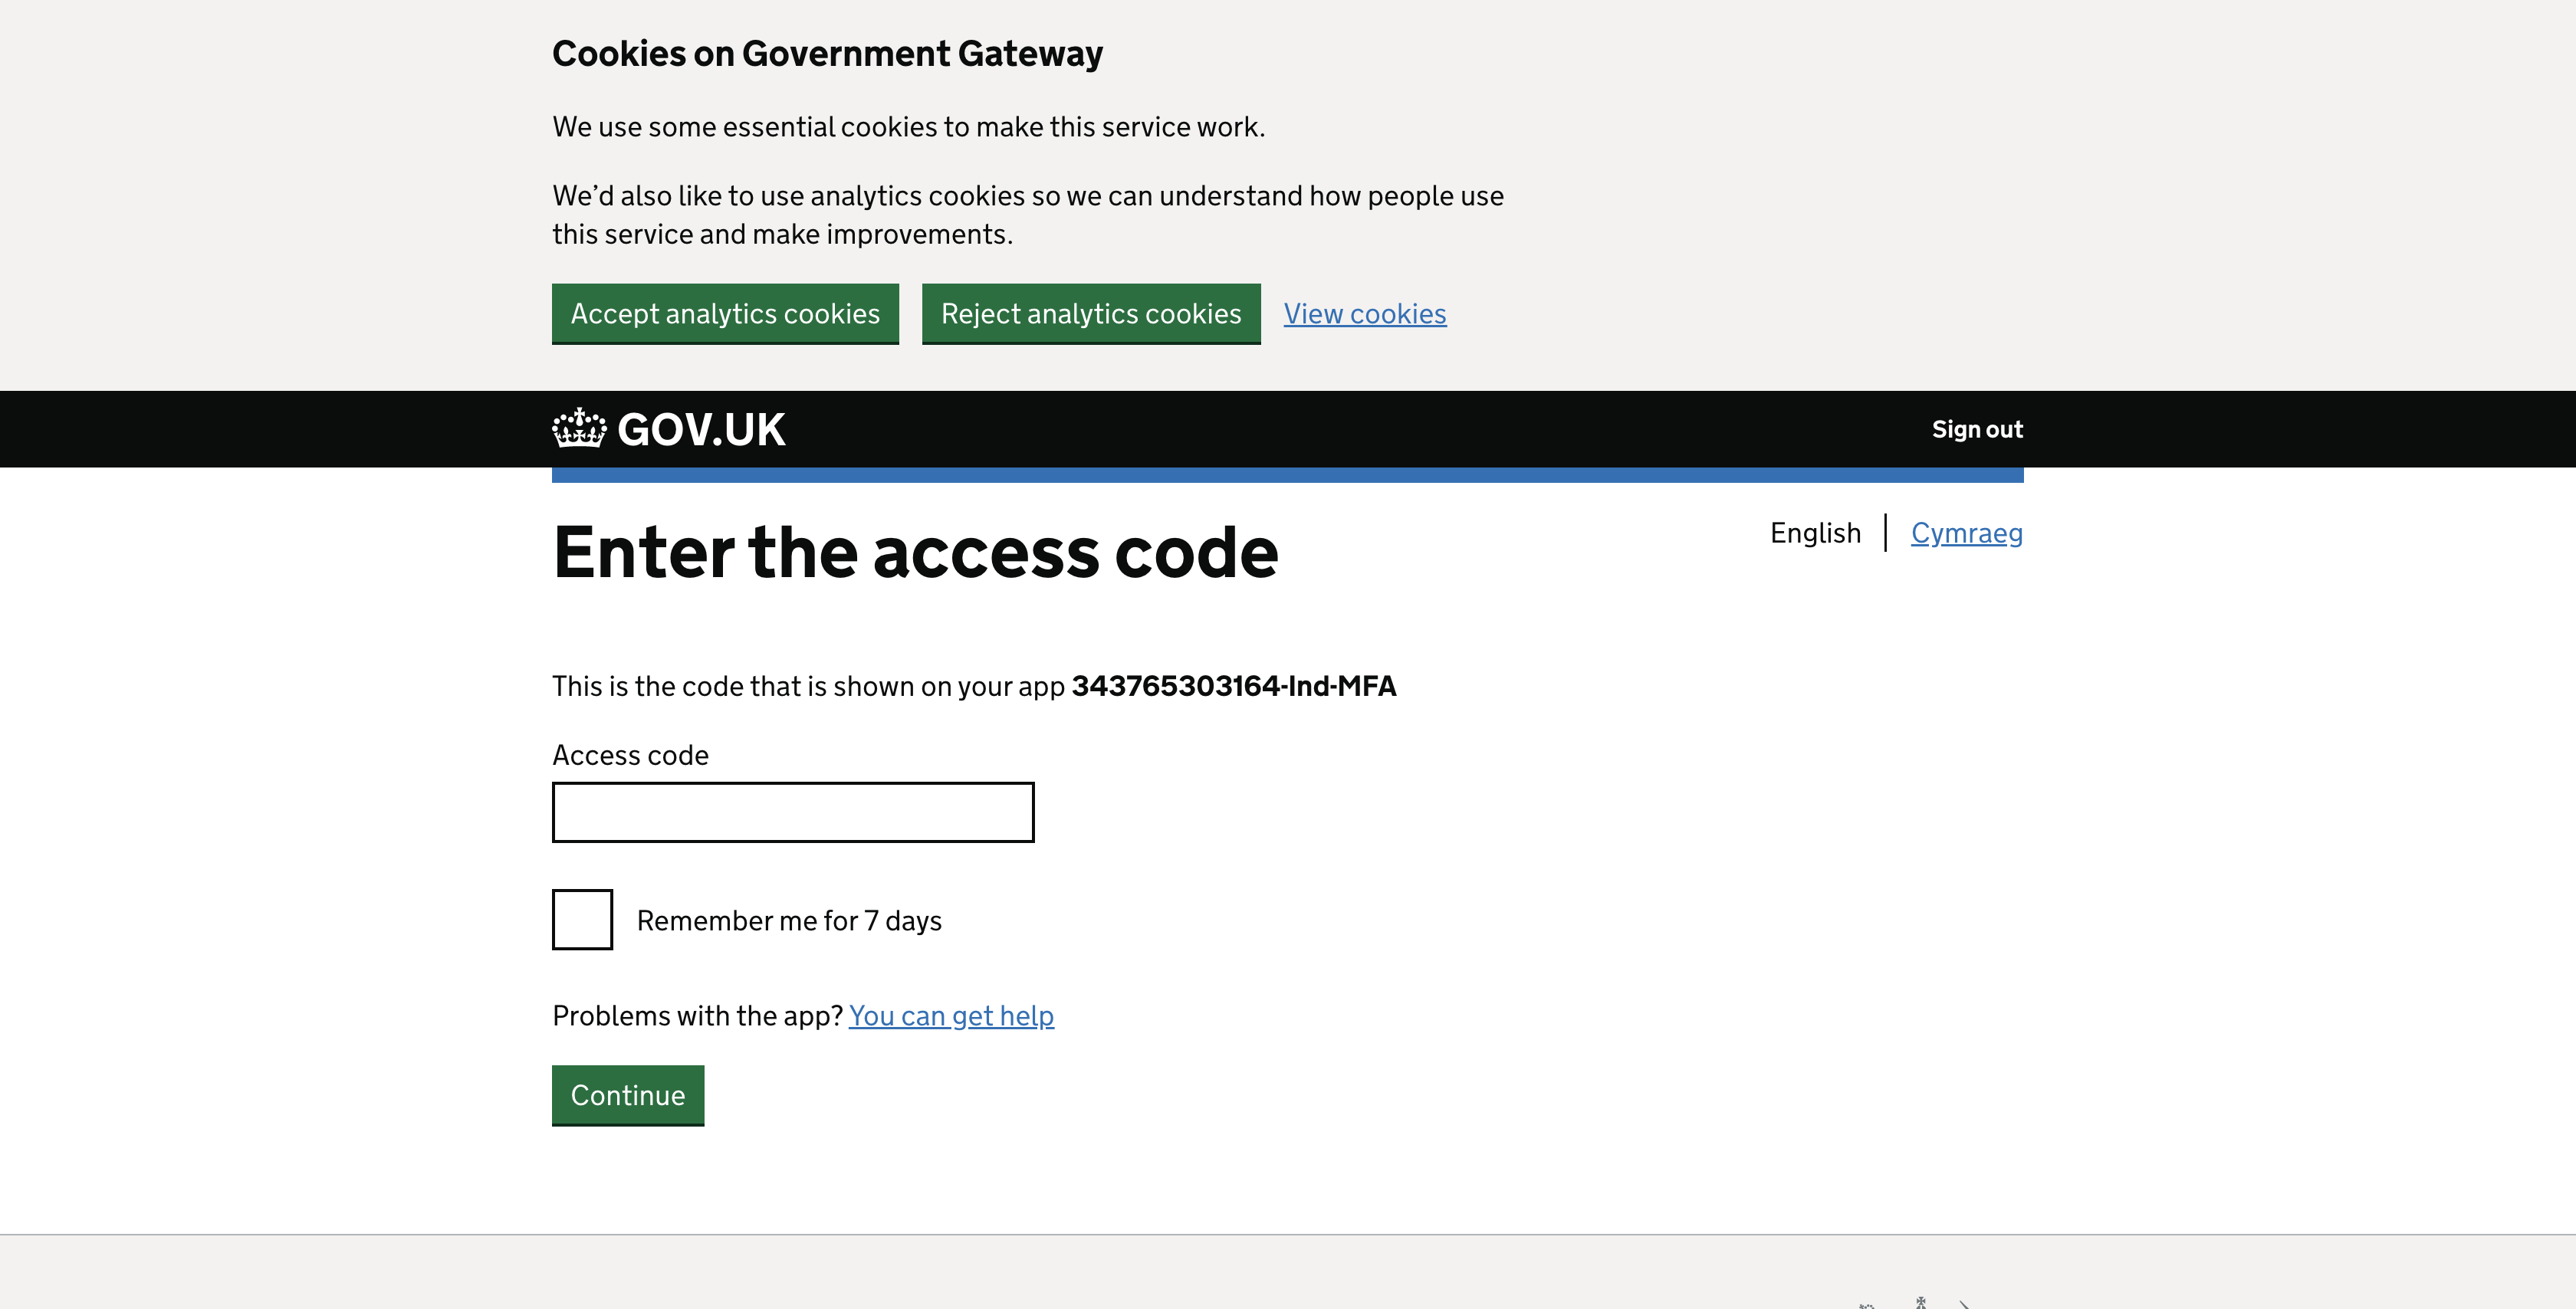 Cookies on Government Gateway
We use some essential cookies to make this service work.
We’d also like to use analytics cookies so we can understand how people use
this service and make improvements.
Accept analytics cookies
Reject analytics cookies
View cookies
GOV.UK
Sign out
Enter the access code
English
Cymraeg
This is the code that is shown on your app 343765303164-Ind-MFA
Access code
Remember me for 7 days
Problems with the app? You can get help
Continue